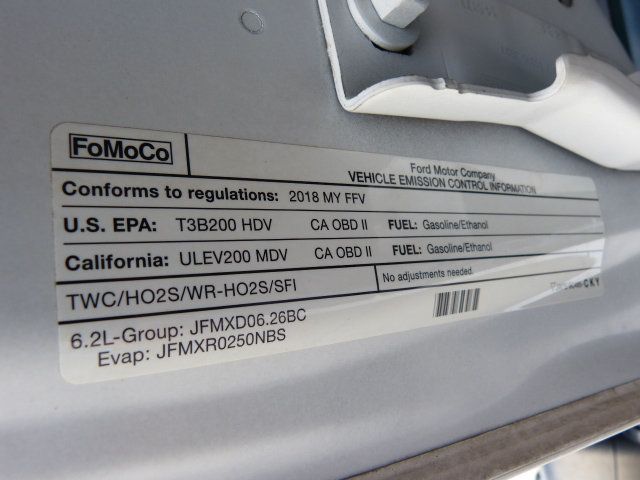 FoMoCo
Ford Motor Company
VEHICLE EMISSION CONTROL INFORMATION
Conforms to regulations: 2018 MY FFV
U.S. EPA: T3B200 HDV CA OBD II FUEL: Gasoline/Ethanol
California: ULEV200 MDV CA OBD II FUEL: Gasoline/Ethanol
TWC/HO2S/WR-HO2S/SFI
No adjustments needed.
6.2L-Group: JFMXD06.26BC
Evap: JFMXR0250NBS
CKY